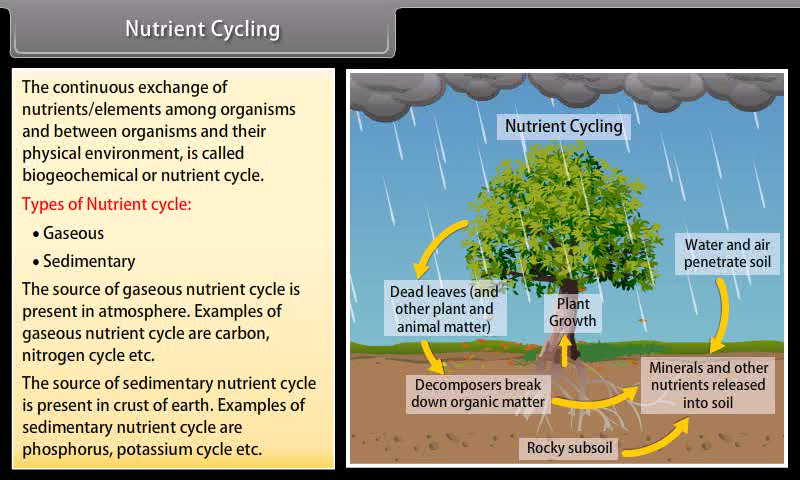 Nutrient Cycling
The continuous exchange of
nutrients/elements among organisms
and between organisms and their
physical environment, is called
biogeochemical or nutrient cycle.
Types of Nutrient cycle:
• Gaseous
• Sedimentary
The source of gaseous nutrient cycle is
present in atmosphere. Examples of
gaseous nutrient cycle are carbon,
nitrogen cycle etc.
The source of sedimentary nutrient cycle
is present in crust of earth. Examples of
sedimentary nutrient cycle are
phosphorus, potassium cycle etc.
Nutrient Cycling
Water and air
penetrate soil
Dead leaves (and
other plant and
animal matter)
Plant
Growth
Decomposers break
down organic matter
Minerals and other
nutrients released
into soil
Rocky subsoil